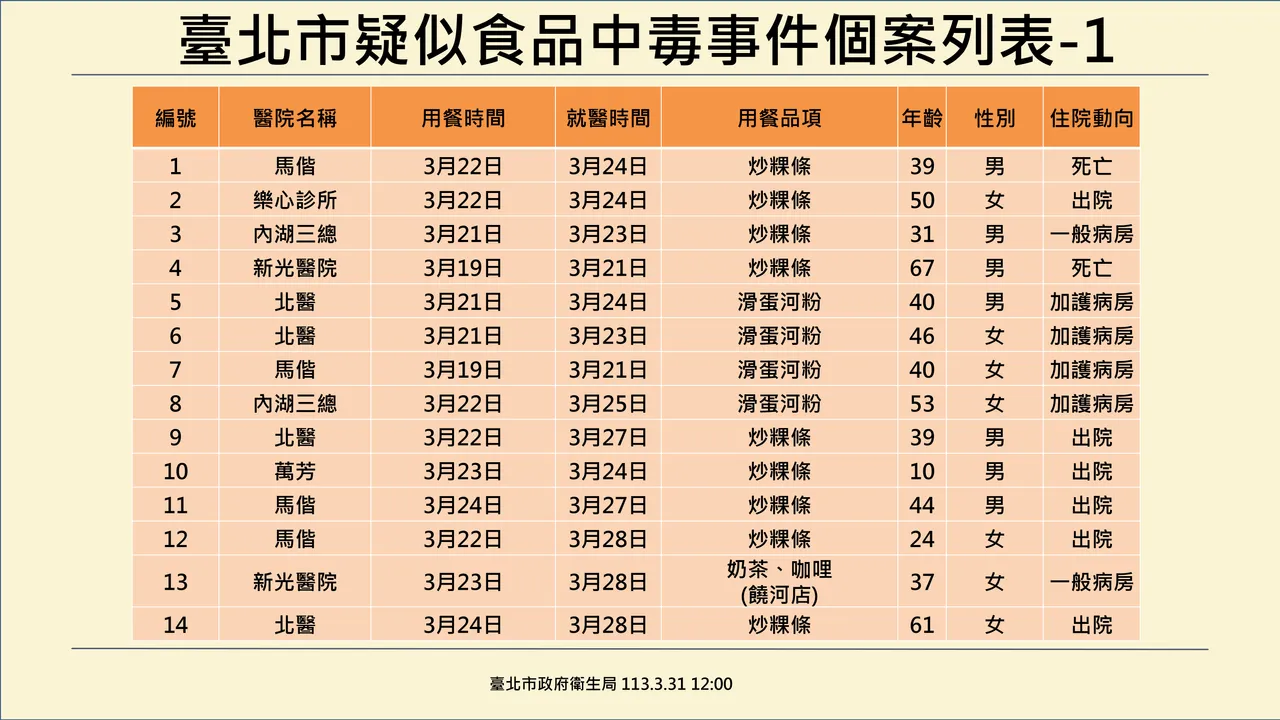 臺北市疑似食品中毒事件個案列表-1
編號 醫院名稱 用餐時間 就醫時間 用餐品項 年齡 性別 住院動向
1 馬偕 3月22日 3月24日 炒粿條 39 男 死亡
2 樂心診所 3月22日 3月24日 炒粿條 50 女 出院
3 內湖三總 3月21日 3月23日 炒粿條 31 男 一般病房
4 新光醫院 3月19日 3月21日 炒粿條 67 男 死亡
5 北醫 3月21日 3月24日 滑蛋河粉 40 男 加護病房
6 北醫 3月21日 3月23日 滑蛋河粉 46 女 加護病房
7 馬偕 3月19日 3月21日 滑蛋河粉 40 女 加護病房
8 內湖三總 3月22日 3月25日 滑蛋河粉 53 女 加護病房
9 北醫 3月22日 3月27日 炒粿條 39 男 出院
10 萬芳 3月23日 3月24日 炒粿條 10 男 出院
11 馬偕 3月24日 3月27日 炒粿條 44 男 出院
12 馬偕 3月22日 3月28日 炒粿條 24 女 出院
13 新光醫院 3月23日 3月28日 奶茶、咖哩 37 女 一般病房
(饒河店)
14 北醫 3月24日 3月28日 炒粿條 61 女 出院
臺北市政府衛生局 113.3.31 12:00